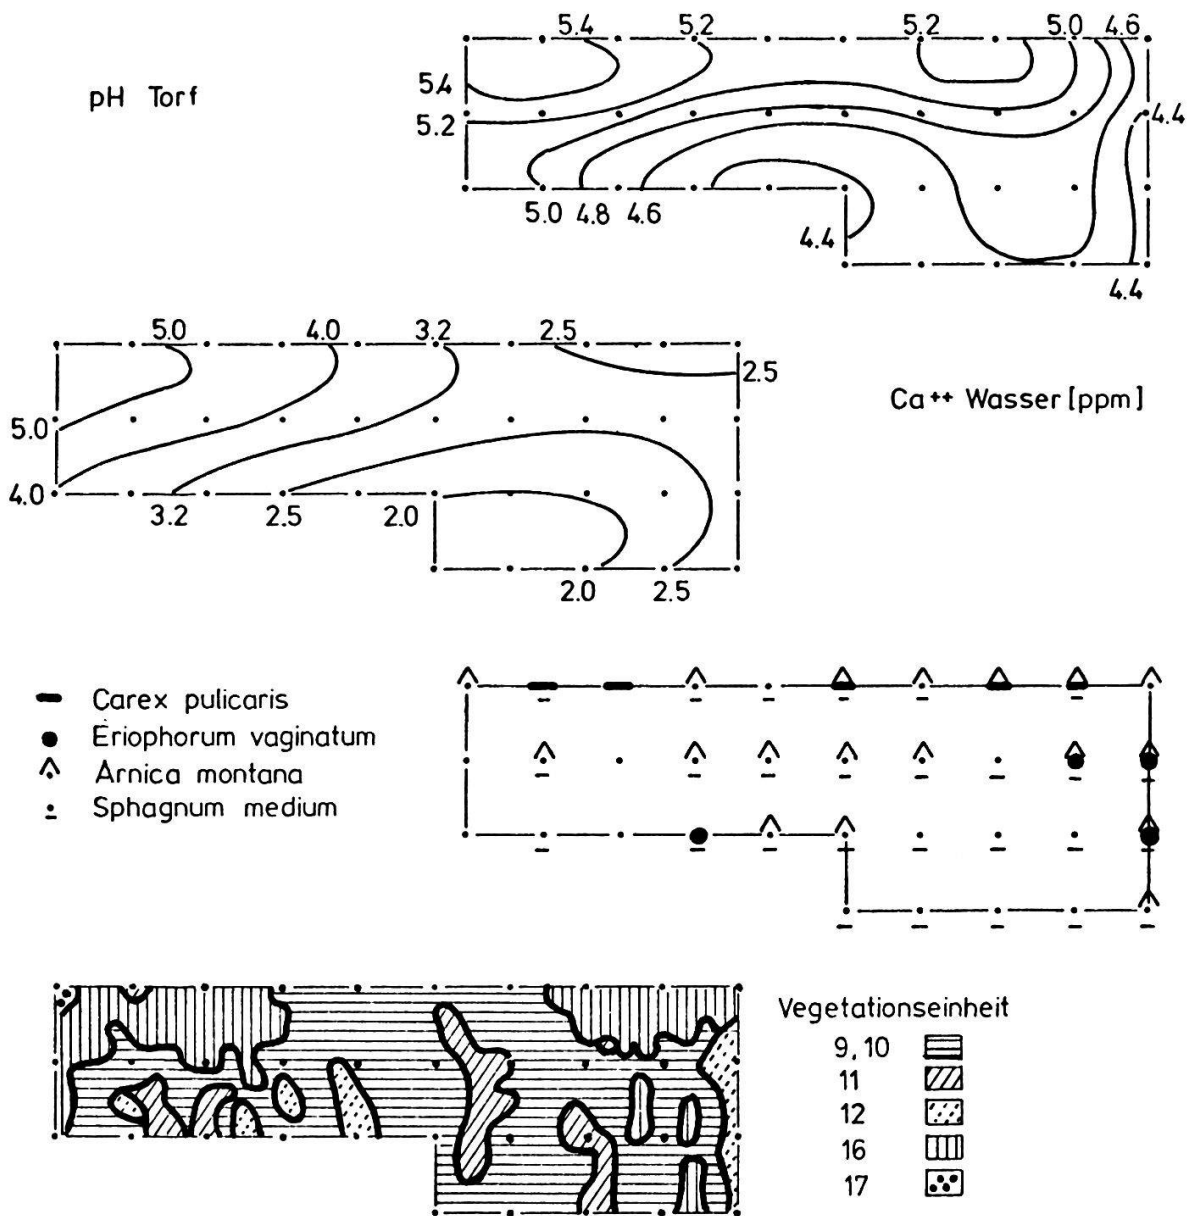 5.4 5.2 5.2 5.0 4.6
pH Torf
5.4
5.2
4.4
5.0 4.8 4.6
4.4
4.4
5.0 4.0 3.2 2.5
2.5
Ca++ Wasser [ppm]
5.0
4.0
3.2 2.5 2.0
2.0 2.5
Carex pulicaris
Eriophorum vaginatum
Arnica montana
Sphagnum medium
Vegetationseinheit
9, 10
11
12
16
17